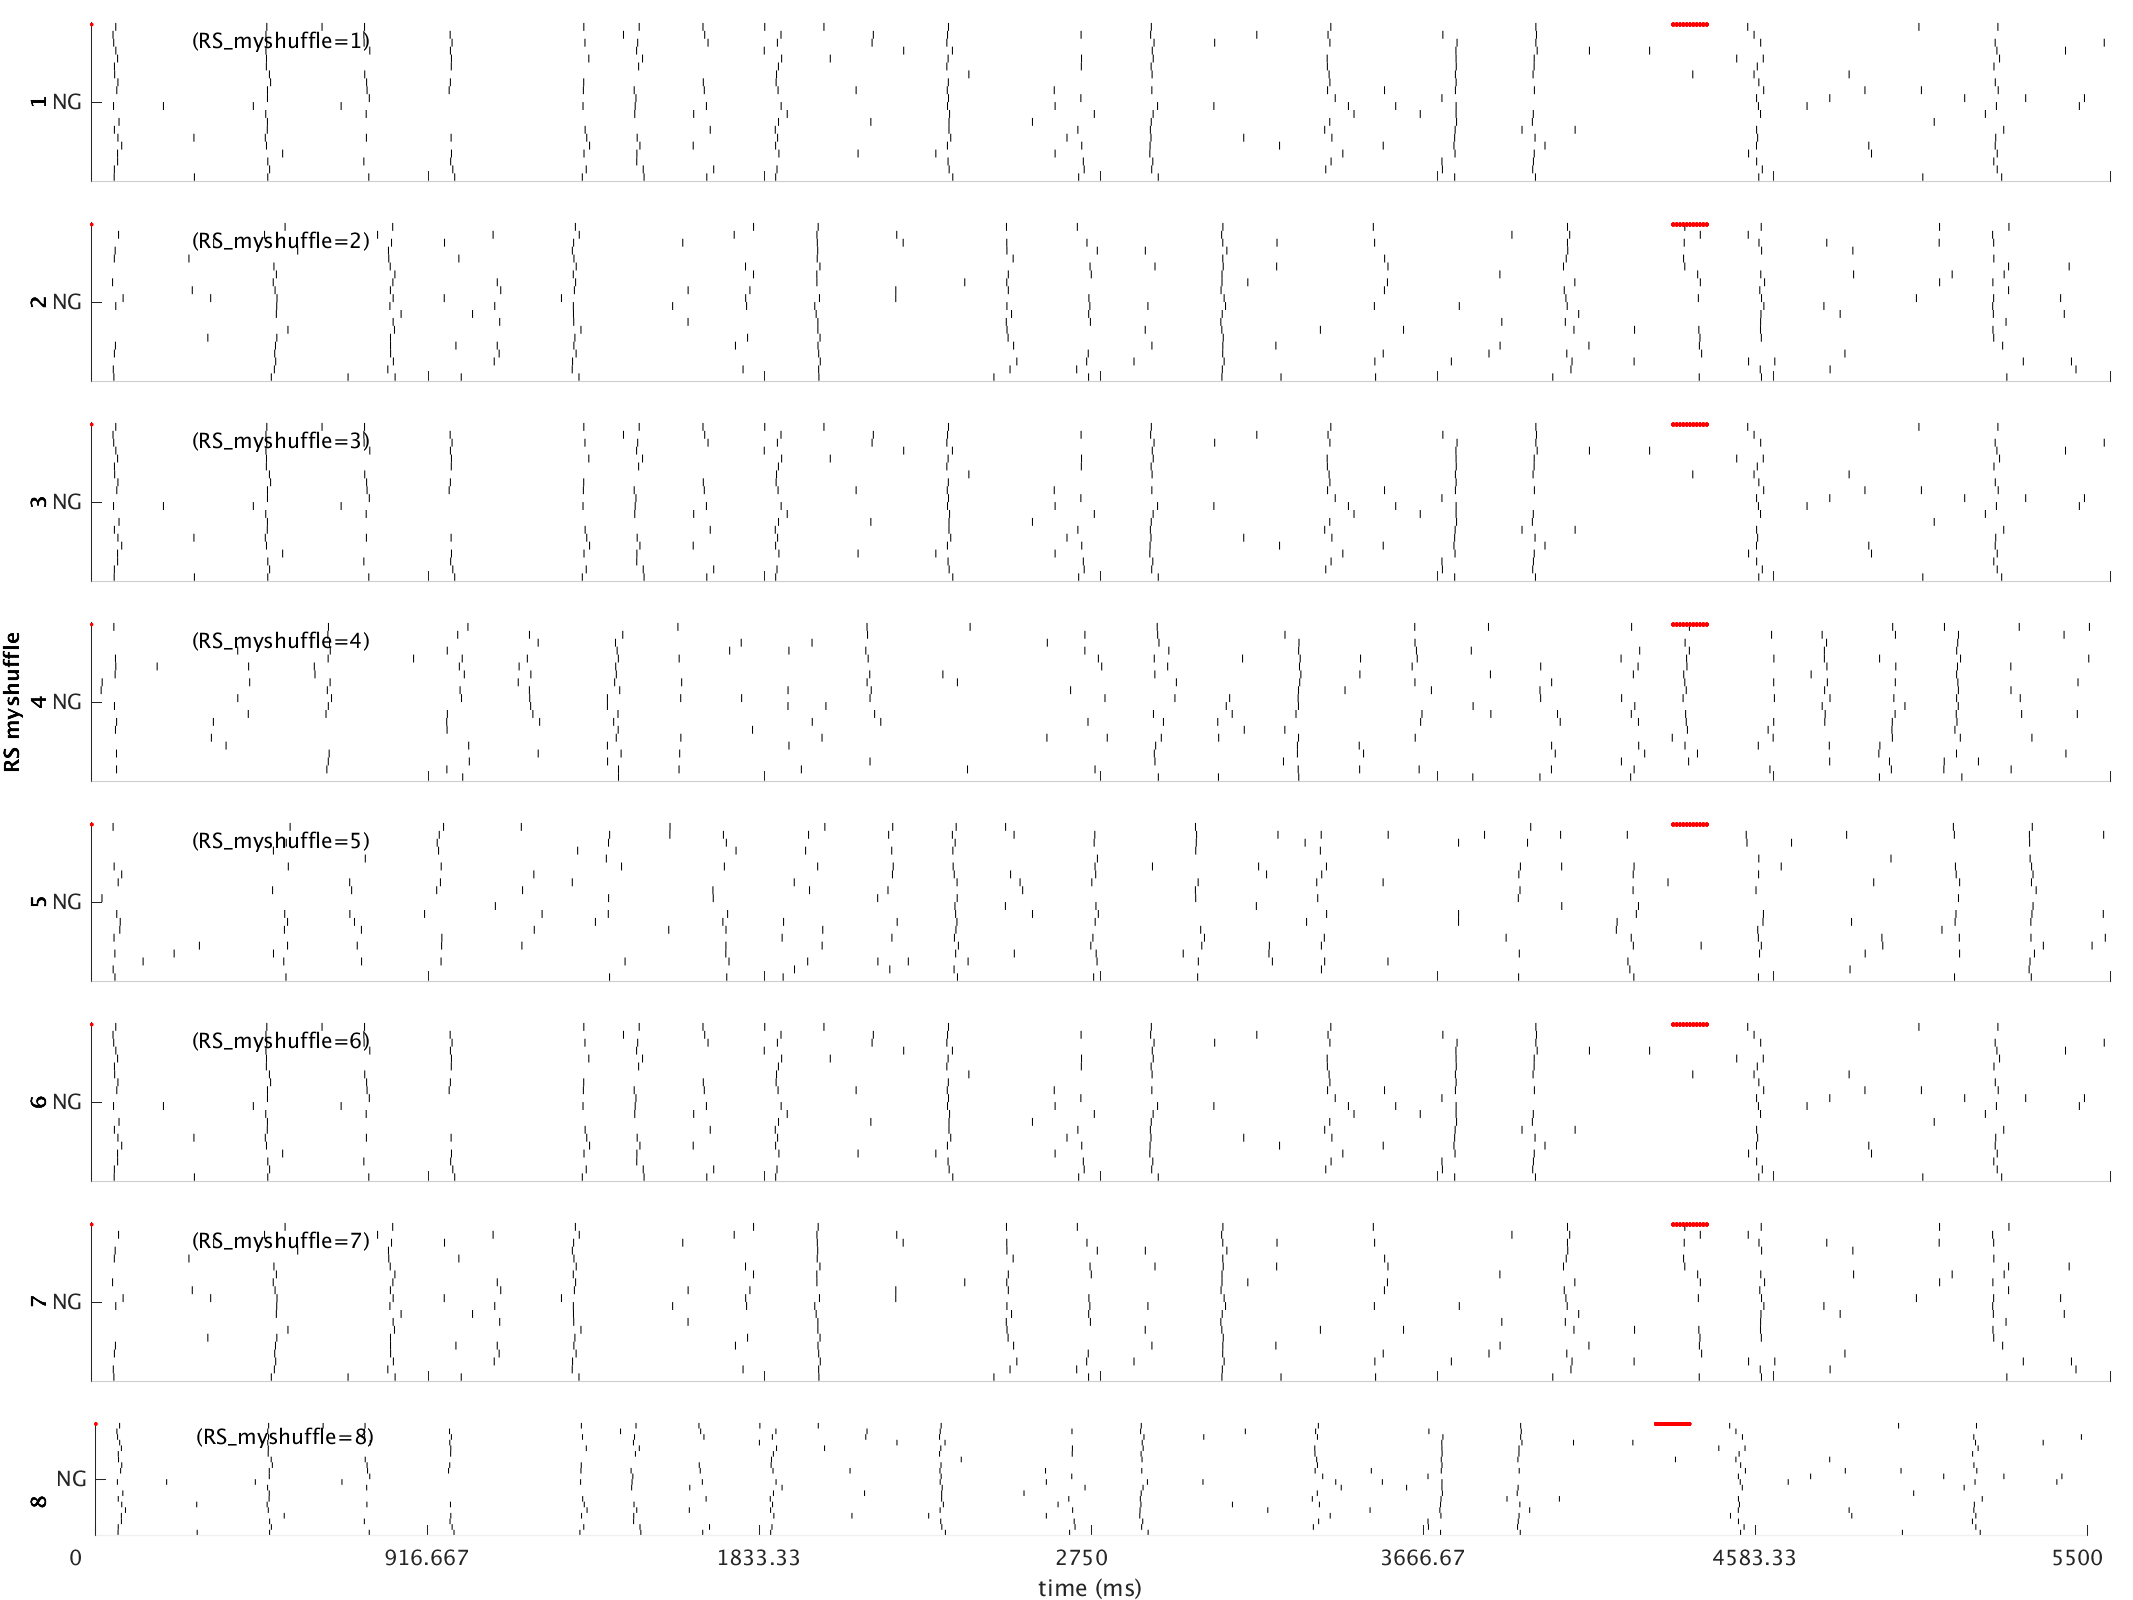 (RS_myshuffle=1)
1 NG
(RS_myshuffle=2)
2 NG
(RS_myshuffle=3)
3 NG
RS myshuffle
(RS_myshuffle=4)
4 NG
(RS_myshuffle=5)
5 NG
(RS_myshuffle=6)
6 NG
(RS_myshuffle=7)
7 NG
(RS_myshuffle=8)
8 NG
0 916.667 1833.33 2750 3666.67 4583.33 5500
time (ms)